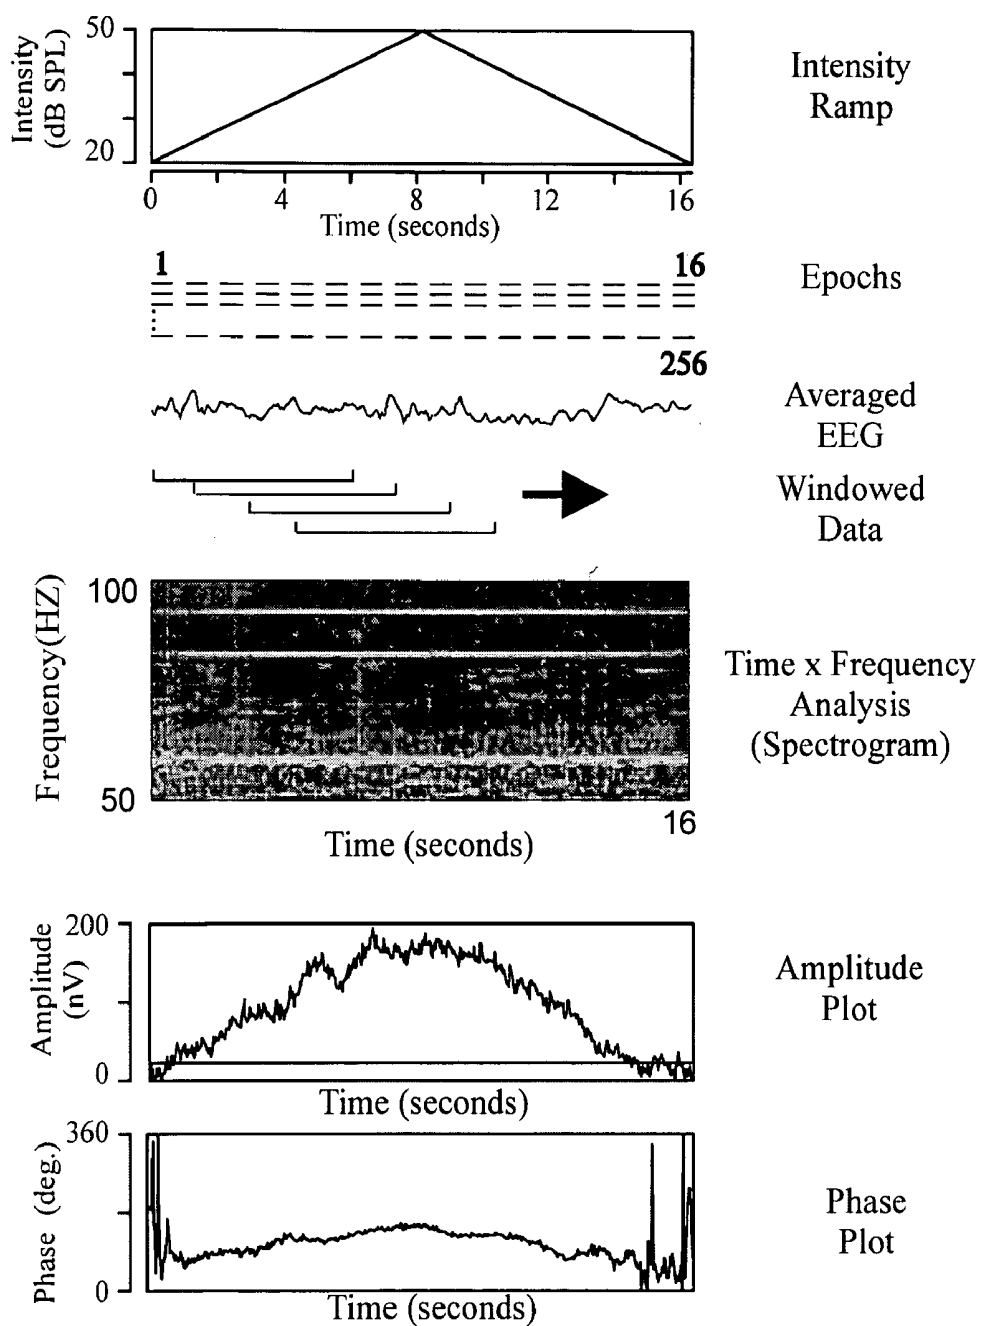 Intensity
(dB SPL)
50
20
0 4 8 12 16
Time (seconds)
Intensity
Ramp
1 16
256
Epochs
Averaged
EEG
Windowed
Data
Frequency(HZ)
100
50
16
Time (seconds)
Time x Frequency
Analysis
(Spectrogram)
Amplitude
(nV)
200
0
Time (seconds)
Amplitude
Plot
Phase (deg.)
360
0
Time (seconds)
Phase
Plot